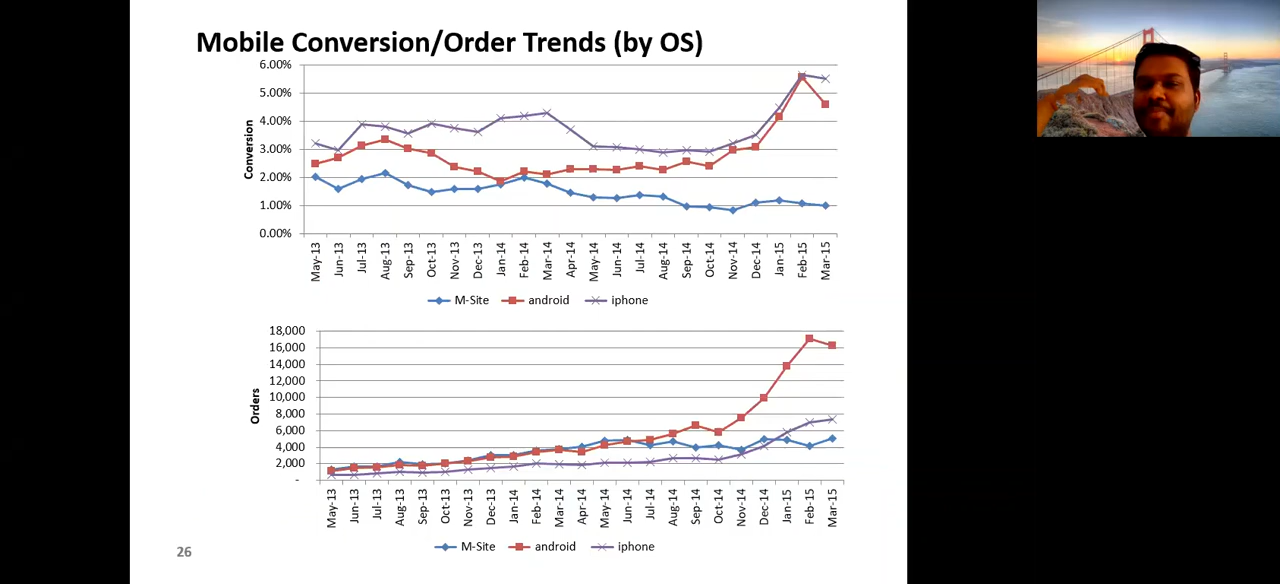 Mobile Conversion/Order Trends (by OS)
6.00%
5.00%
4.00%
3.00%
2.00%
1.00%
0.00%
Conversion
May-13 Jun-13 Jul-13 Aug-13 Sep-13 Oct-13 Nov-13 Dec-13 Jan-14 Feb-14 Mar-14 Apr-14 May-14 Jun-14 Jul-14 Aug-14 Sep-14 Oct-14 Nov-14 Dec-14 Jan-15 Feb-15 Mar-15
M-Site android iphone
18,000
16,000
14,000
12,000
10,000
8,000
6,000
4,000
2,000
-
Orders
May-13 Jun-13 Jul-13 Aug-13 Sep-13 Oct-13 Nov-13 Dec-13 Jan-14 Feb-14 Mar-14 Apr-14 May-14 Jun-14 Jul-14 Aug-14 Sep-14 Oct-14 Nov-14 Dec-14 Jan-15 Feb-15 Mar-15
M-Site android iphone
26